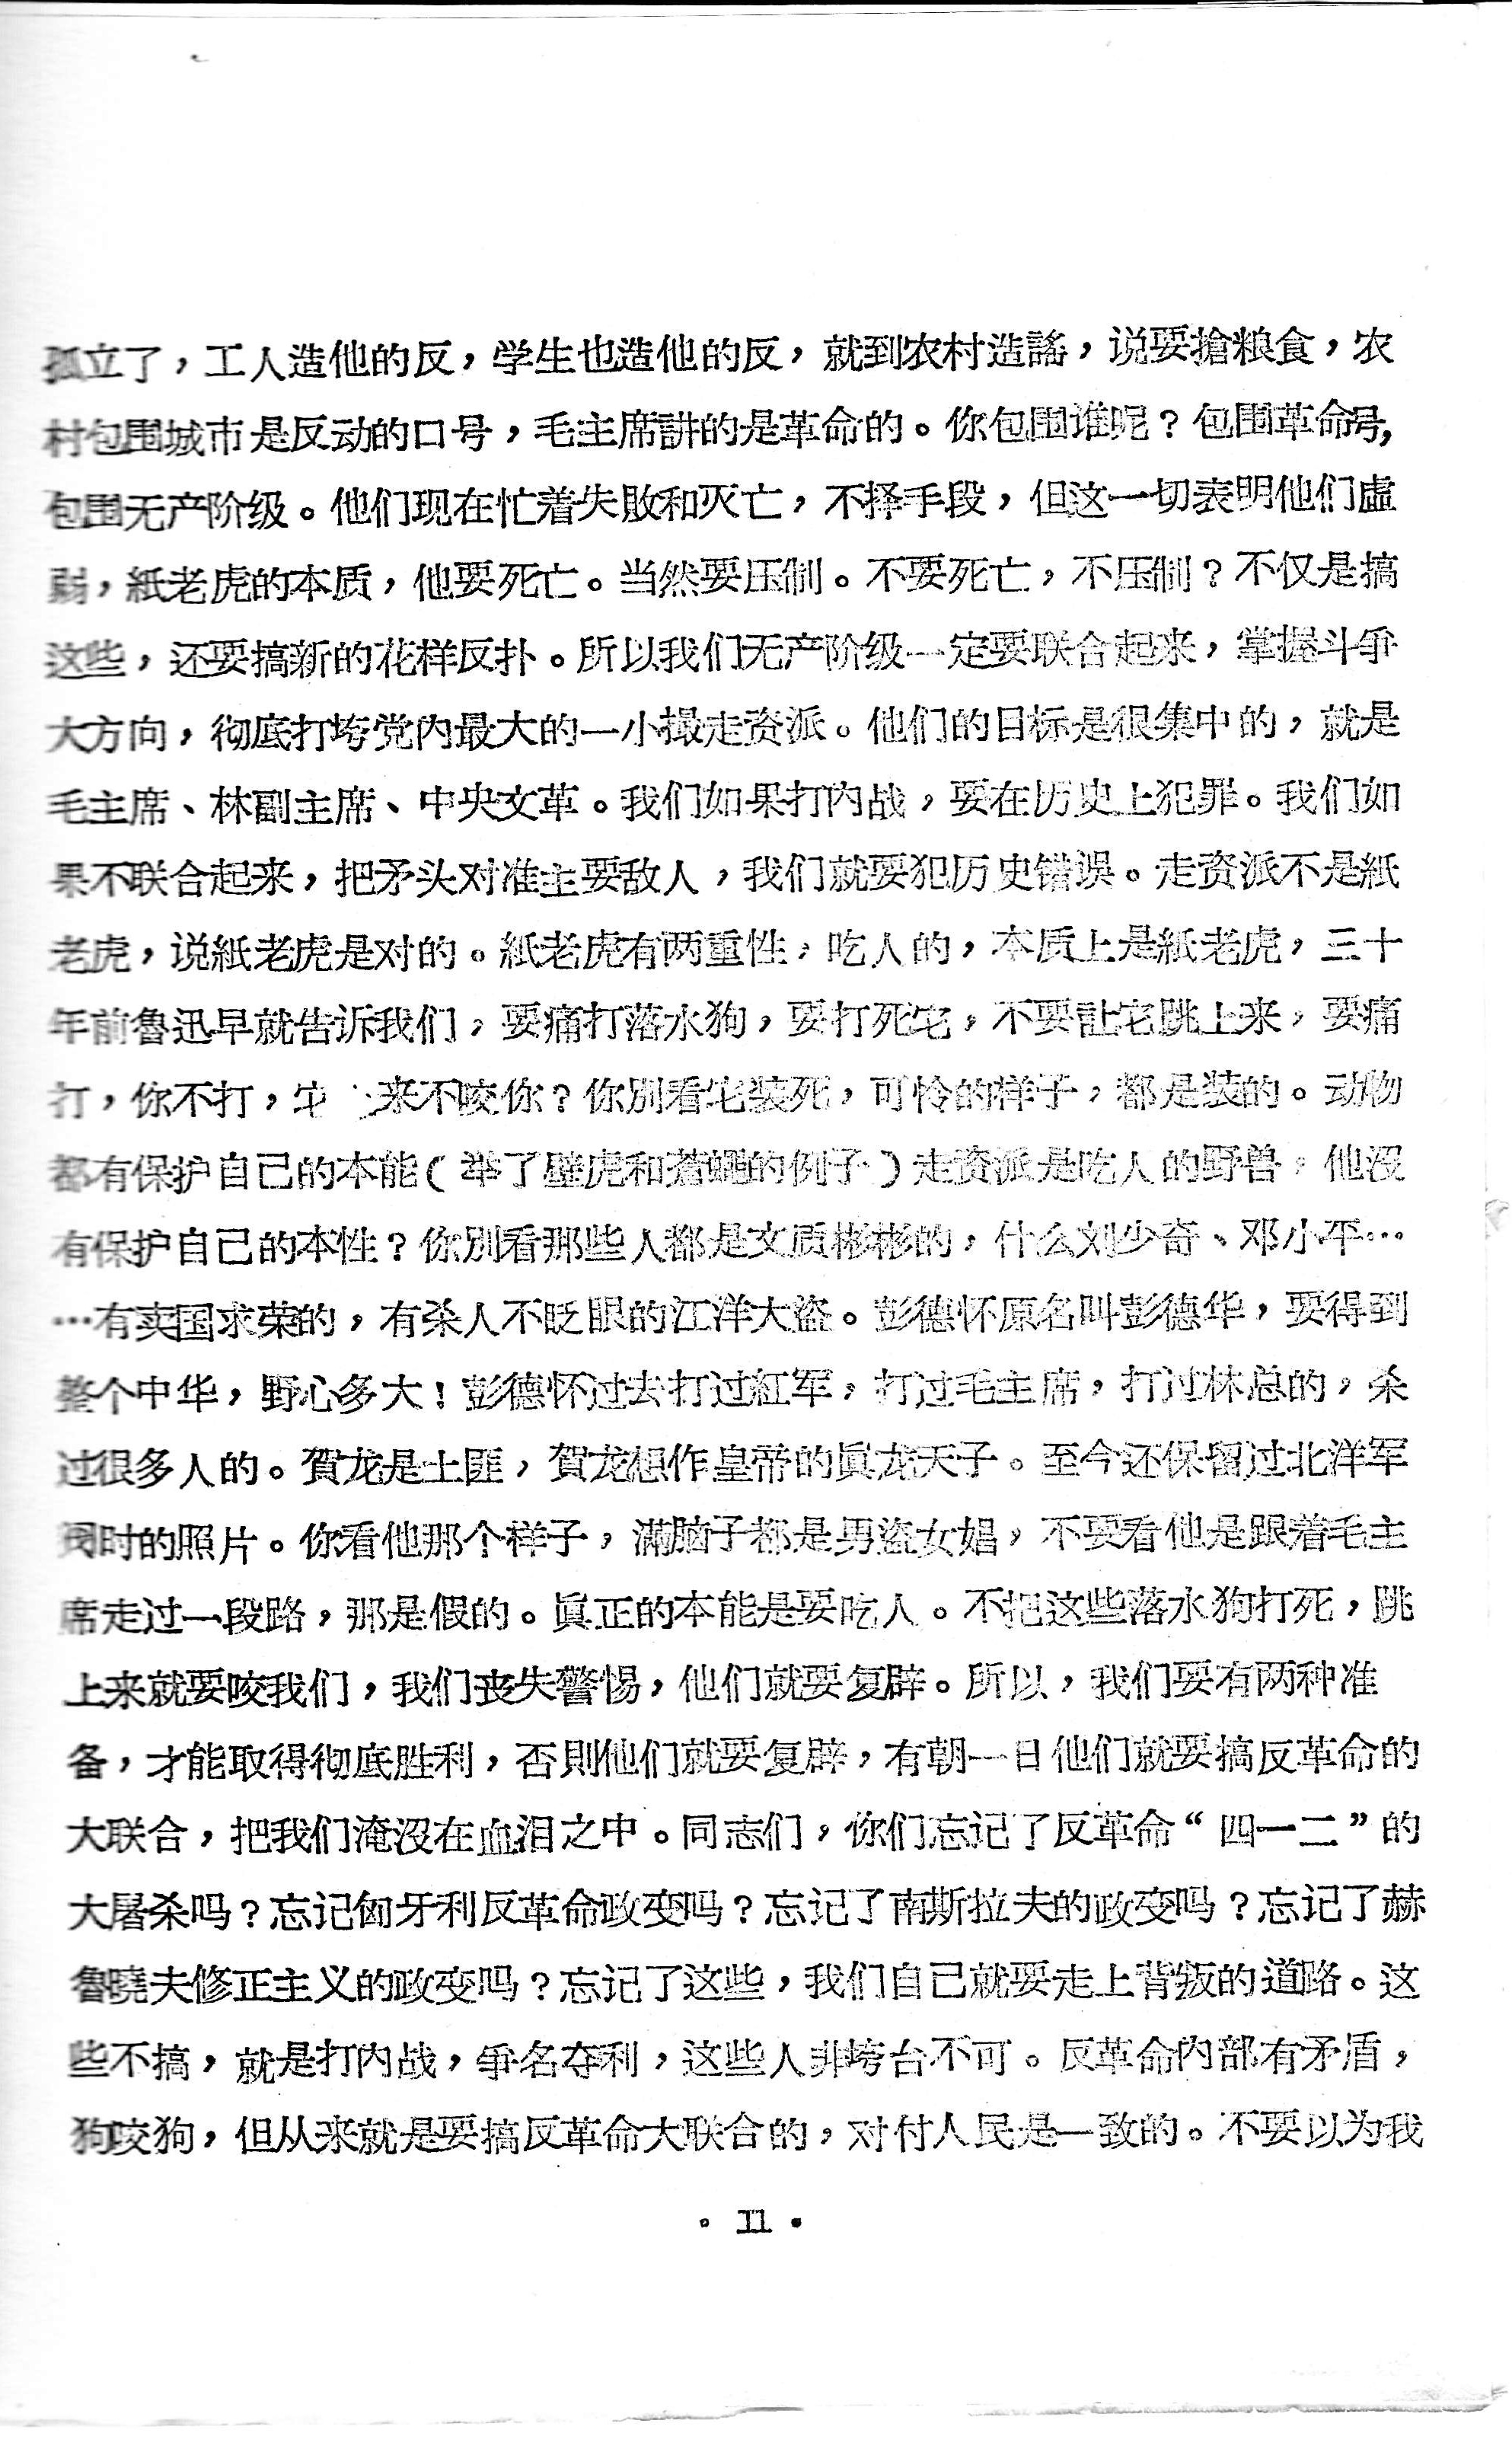 孤立了，工人造他的反，学生也造他的反，就到农村造謠，说要搶粮食，农
村包围城市是反动的口号，毛主席讲的是革命的。你包围谁呢？包围革命号，
包围无产阶级。他们现在忙着失敗和灭亡，不择手段，但这一切表明他们虛
弱，紙老虎的本质，他要死亡。当然要压制。不要死亡，不压制？不仅是搞
这些，还要搞新的花样反扑。所以我们无产阶级一定要联合起来，掌握斗爭
大方向，彻底打垮党内最大的一小撮走资派。他们的目标是很集中的，就是
毛主席、林副主席、中央文革。我们如果打内战，要在历史上犯罪。我们如
果不联合起来，把矛头对准主要敌人，我们就要犯历史错误。走资派不是紙
老虎，说紙老虎是对的。紙老虎有两重性，吃人的，本质上是紙老虎，三十
年前魯迅早就告诉我们，要痛打落水狗，要打死它，不要让它跳上来，要痛
打，你不打，它 来不咬你？你別看它装死，可怜的样子，都是装的。动物
都有保护自己的本能（举了壁虎和蒼蠅的例子）走资派是吃人的野兽，他沒
有保护自己的本性？你別看那些人都是文质彬彬的，什么刘少奇、邓小平…
…有卖国求荣的，有杀人不眨眼的江洋大盜。彭德怀原名叫彭德华，要得到
整个中华，野心多大！彭德怀过去打过紅军，打过毛主席，打过林总的，杀
过很多人的。賀龙是土匪，賀龙想作皇帝的眞龙天子。至今还保留过北洋军
阀时的照片。你看他那个样子，滿脑子都是男盜女娼，不要看他是跟着毛主
席走过一段路，那是假的。眞正的本能是要吃人。不把这些落水狗打死，跳
上来就要咬我们，我们丧失警惕，他们就要复辟。所以，我们要有两种准
备，才能取得彻底胜利，否則他们就要复辟，有朝一日他们就要搞反革命的
大联合，把我们淹沒在血泪之中。同志们，你们忘记了反革命“四一二”的
大屠杀吗？忘记匈牙利反革命政变吗？忘记了南斯拉夫的政变吗？忘记了赫
魯曉夫修正主义的政变吗？忘记了这些，我们自己就要走上背叛的道路。这
些不搞，就是打内战，爭名夺利，这些人非垮台不可。反革命内部有矛盾，
狗咬狗，但从来就是要搞反革命大联合的，对付人民是一致的。不要以为我
• 11 •